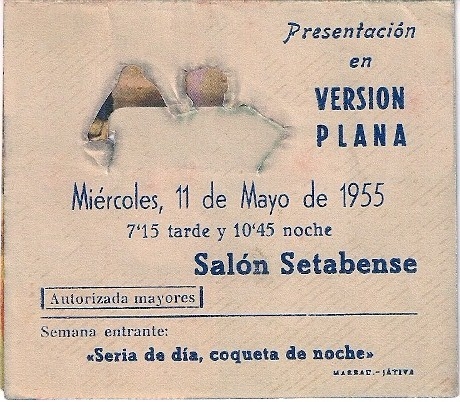 Presentación
en
VERSION
PLANA
Miércoles, 11 de Mayo de 1955
7'15 tarde y 10'45 noche
Salón Setabense
Autorizada mayores
Semana entrante:
«Seria de día, coqueta de noche»
MARBAU.-JÁTIVA